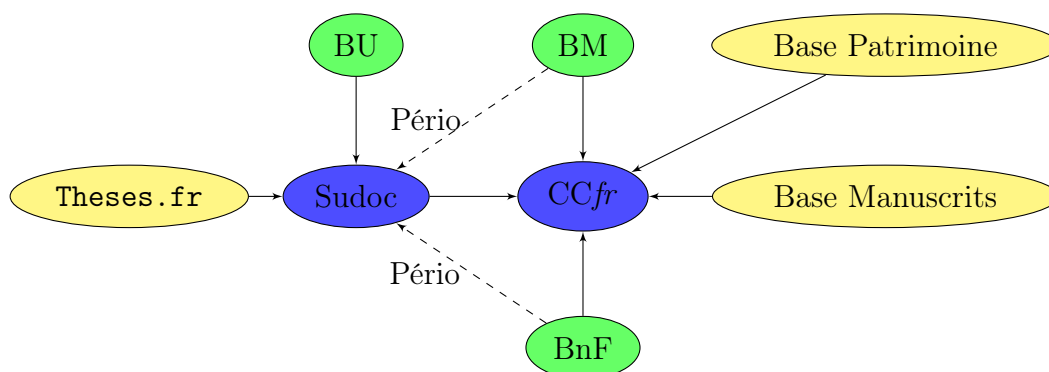 BU
BM
Base Patrimoine
Pério
Theses.fr
Sudoc
CCfr
Base Manuscrits
Pério
BnF